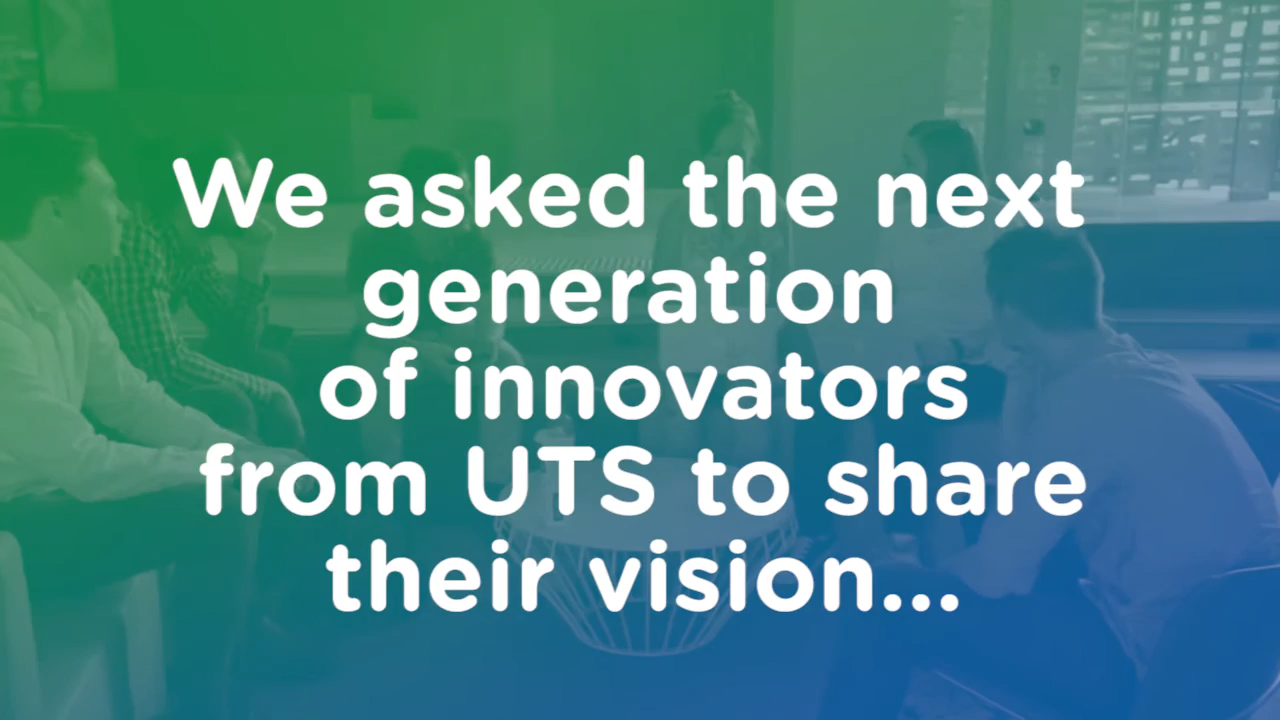 We asked the next
generation
of innovators
from UTS to share
their vision...